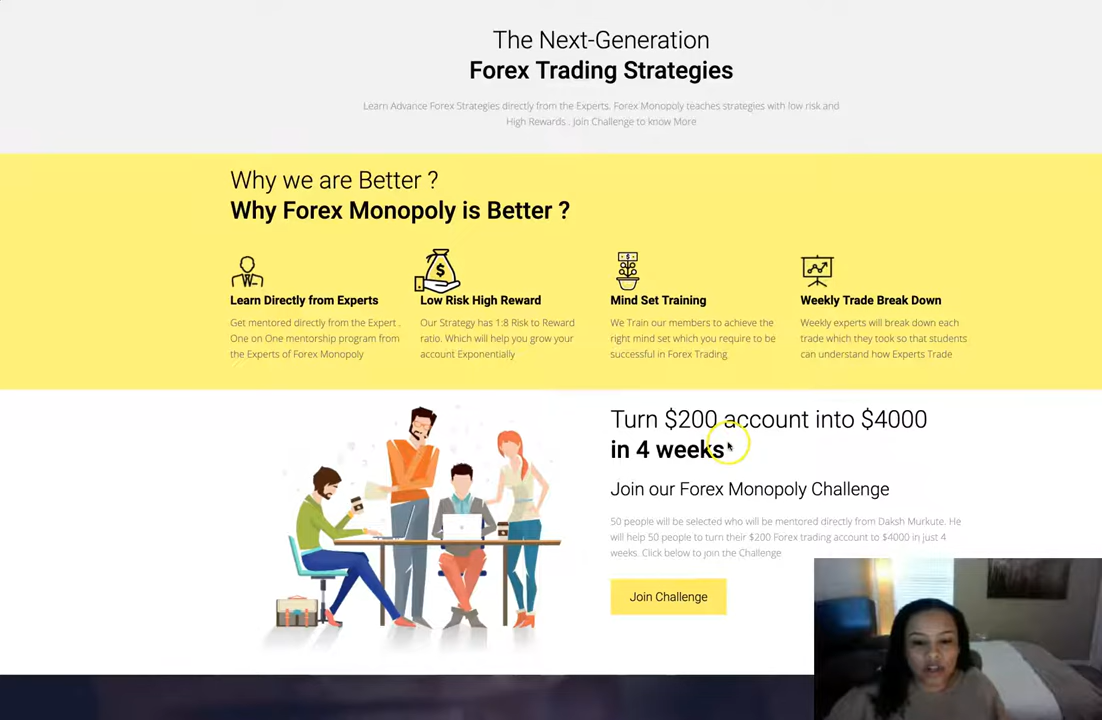 The Next-Generation
Forex Trading Strategies
Learn Advance Forex Strategies directly from the Experts. Forex Monopoly teaches strategies with low risk and
High Rewards . Join Challenge to know More
Why we are Better ?
Why Forex Monopoly is Better ?
Learn Directly from Experts
Get mentored directly from the Expert .
One on One mentorship program from
the Experts of Forex Monopoly
Low Risk High Reward
Our Strategy has 1:8 Risk to Reward
ratio. Which will help you grow your
account Exponentially
Mind Set Training
We Train our members to achieve the
right mind set which you require to be
successful in Forex Trading
Weekly Trade Break Down
Weekly experts will break down each
trade which they took so that students
can understand how Experts Trade
Turn $200 account into $4000
in 4 weeks
Join our Forex Monopoly Challenge
50 people will be selected who will be mentored directly from Daksh Murkute. He
will help 50 people to turn their $200 Forex trading account to $4000 in just 4
weeks. Click below to join the Challenge
Join Challenge